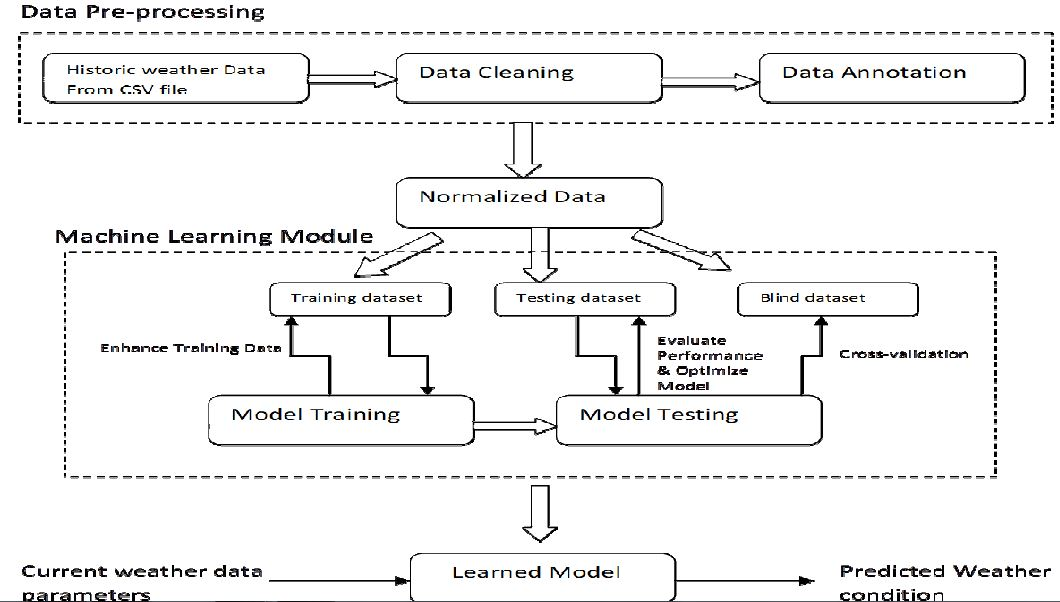 Data Pre-processing
Historic weather Data
From CSV file
Data Cleaning
Data Annotation
Normalized Data
Machine Learning Module
Training dataset
Testing dataset
Blind dataset
Enhance Training Data
Evaluate
Performance
& Optimize
Model
Cross-validation
Model Training
Model Testing
Current weather data
parameters
Learned Model
Predicted Weather
condition